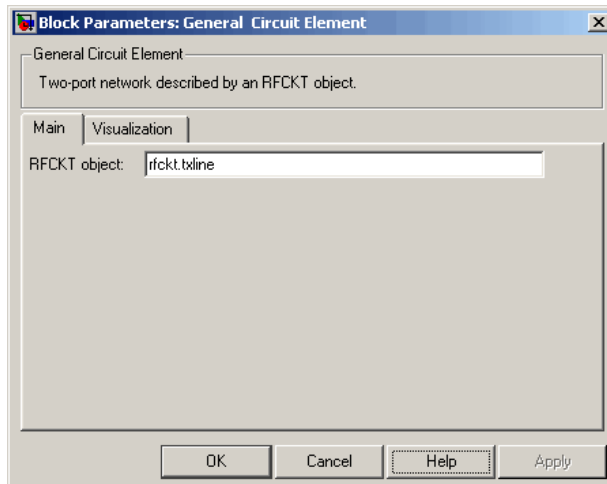 Block Parameters: General Circuit Element
General Circuit Element
Two-port network described by an RFCKT object.
Main Visualization
RFCKT object: rfckt.txline
OK Cancel Help Apply